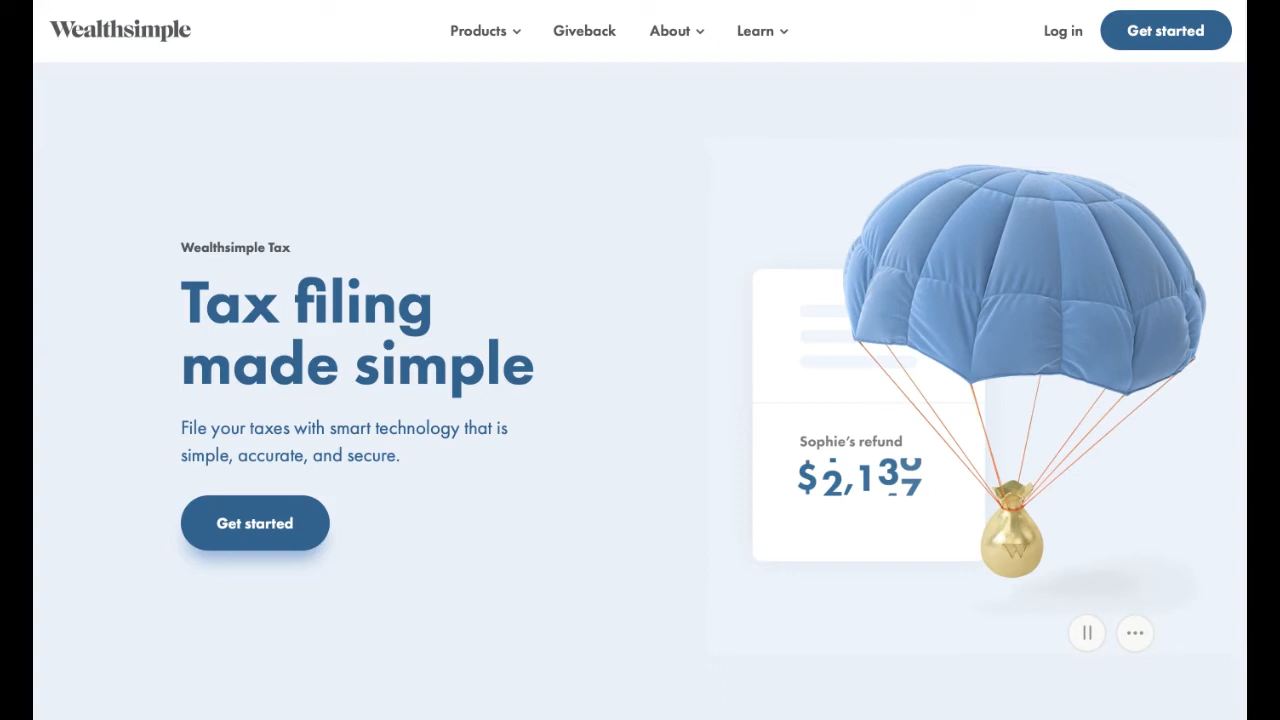 Wealthsimple
Products
Giveback
About
Learn
Log in
Get started
Wealthsimple Tax
Tax filing
made simple
File your taxes with smart technology that is
simple, accurate, and secure.
Get started
Sophie's refund
W